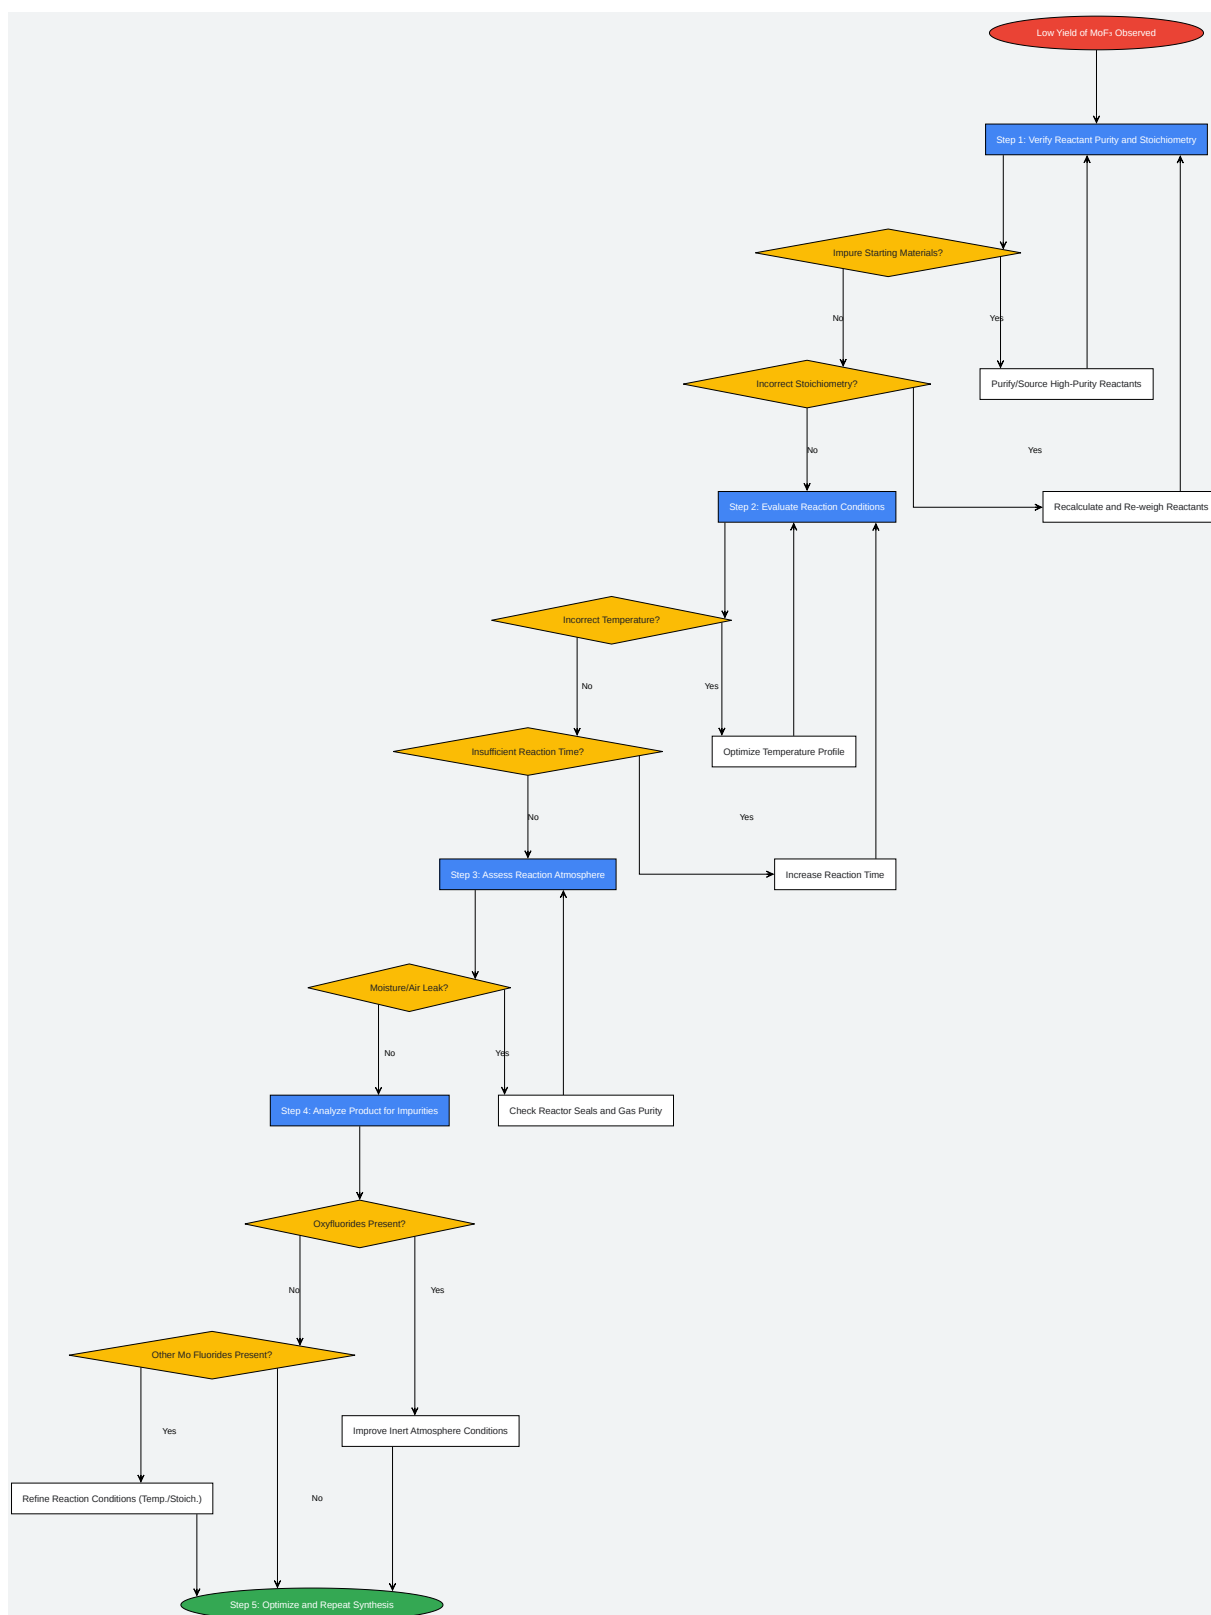 Low Yield of MoF₃ Observed
Step 1: Verify Reactant Purity and Stoichiometry
Impure Starting Materials?
No
Yes
Purify/Source High-Purity Reactants
Incorrect Stoichiometry?
No
Yes
Step 2: Evaluate Reaction Conditions
Recalculate and Re-weigh Reactants
Incorrect Temperature?
No
Yes
Insufficient Reaction Time?
Optimize Temperature Profile
No
Yes
Step 3: Assess Reaction Atmosphere
Increase Reaction Time
Moisture/Air Leak?
No
Yes
Step 4: Analyze Product for Impurities
Check Reactor Seals and Gas Purity
Oxyfluorides Present?
No
Yes
Other Mo Fluorides Present?
Yes
Improve Inert Atmosphere Conditions
Refine Reaction Conditions (Temp./Stoich.)
No
Step 5: Optimize and Repeat Synthesis